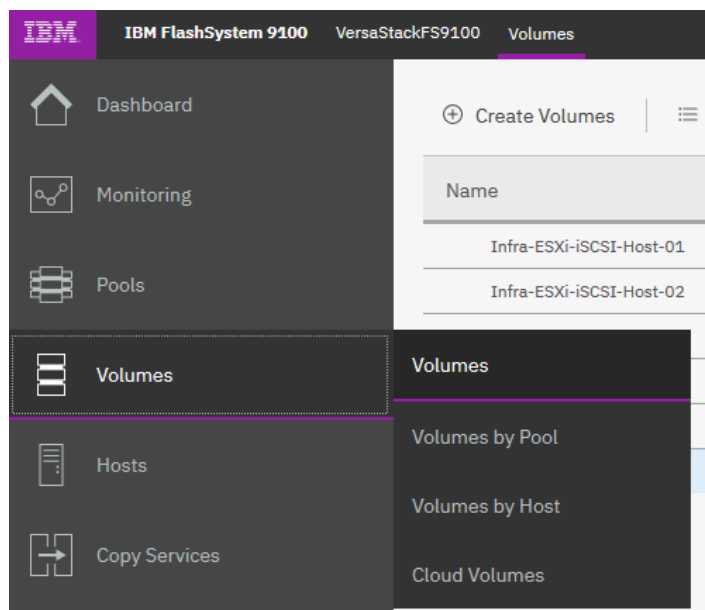 IBM IBM FlashSystem 9100 VersaStackFS9100 Volumes
Dashboard
Create Volumes
Monitoring
Name
Infra-ESXi-iSCSI-Host-01
Pools
Infra-ESXi-iSCSI-Host-02
Volumes
Volumes
Volumes by Pool
Hosts
Volumes by Host
Copy Services
Cloud Volumes